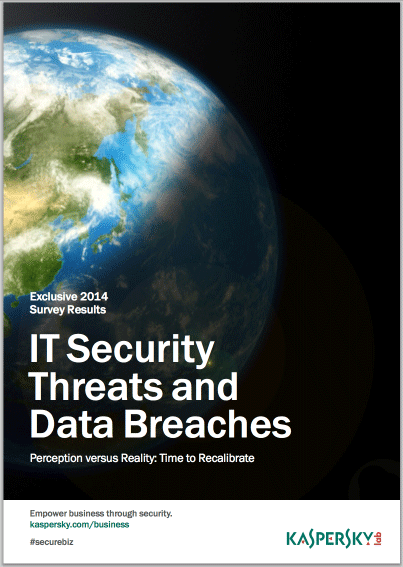 Exclusive 2014
Survey Results
IT Security
Threats and
Data Breaches
Perception versus Reality: Time to Recalibrate
Empower business through security.
kaspersky.com/business
#securebiz
KASPERSKY lab